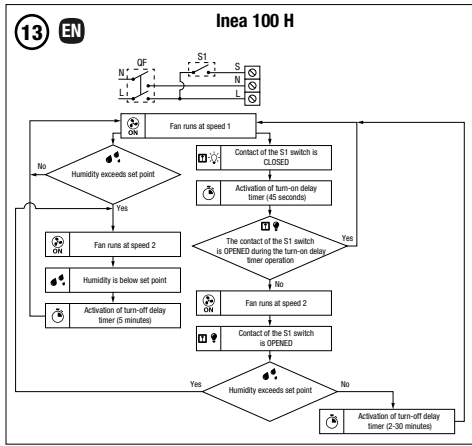 13 EN
Inea 100 H
QF
S1
N
L
S
N
L
ON
Fan runs at speed 1
No
Humidity exceeds set point
Yes
ON
Fan runs at speed 2
Humidity is below set point
Activation of turn-off delay
timer (5 minutes)
Contact of the S1 switch is
CLOSED
Activation of turn-on delay
timer (45 seconds)
The contact of the S1 switch
is OPENED during the turn-on delay
timer operation
Yes
No
ON
Fan runs at speed 2
Contact of the S1 switch
is OPENED
Yes
Humidity exceeds set point
No
Activation of turn-off delay
timer (2-30 minutes)